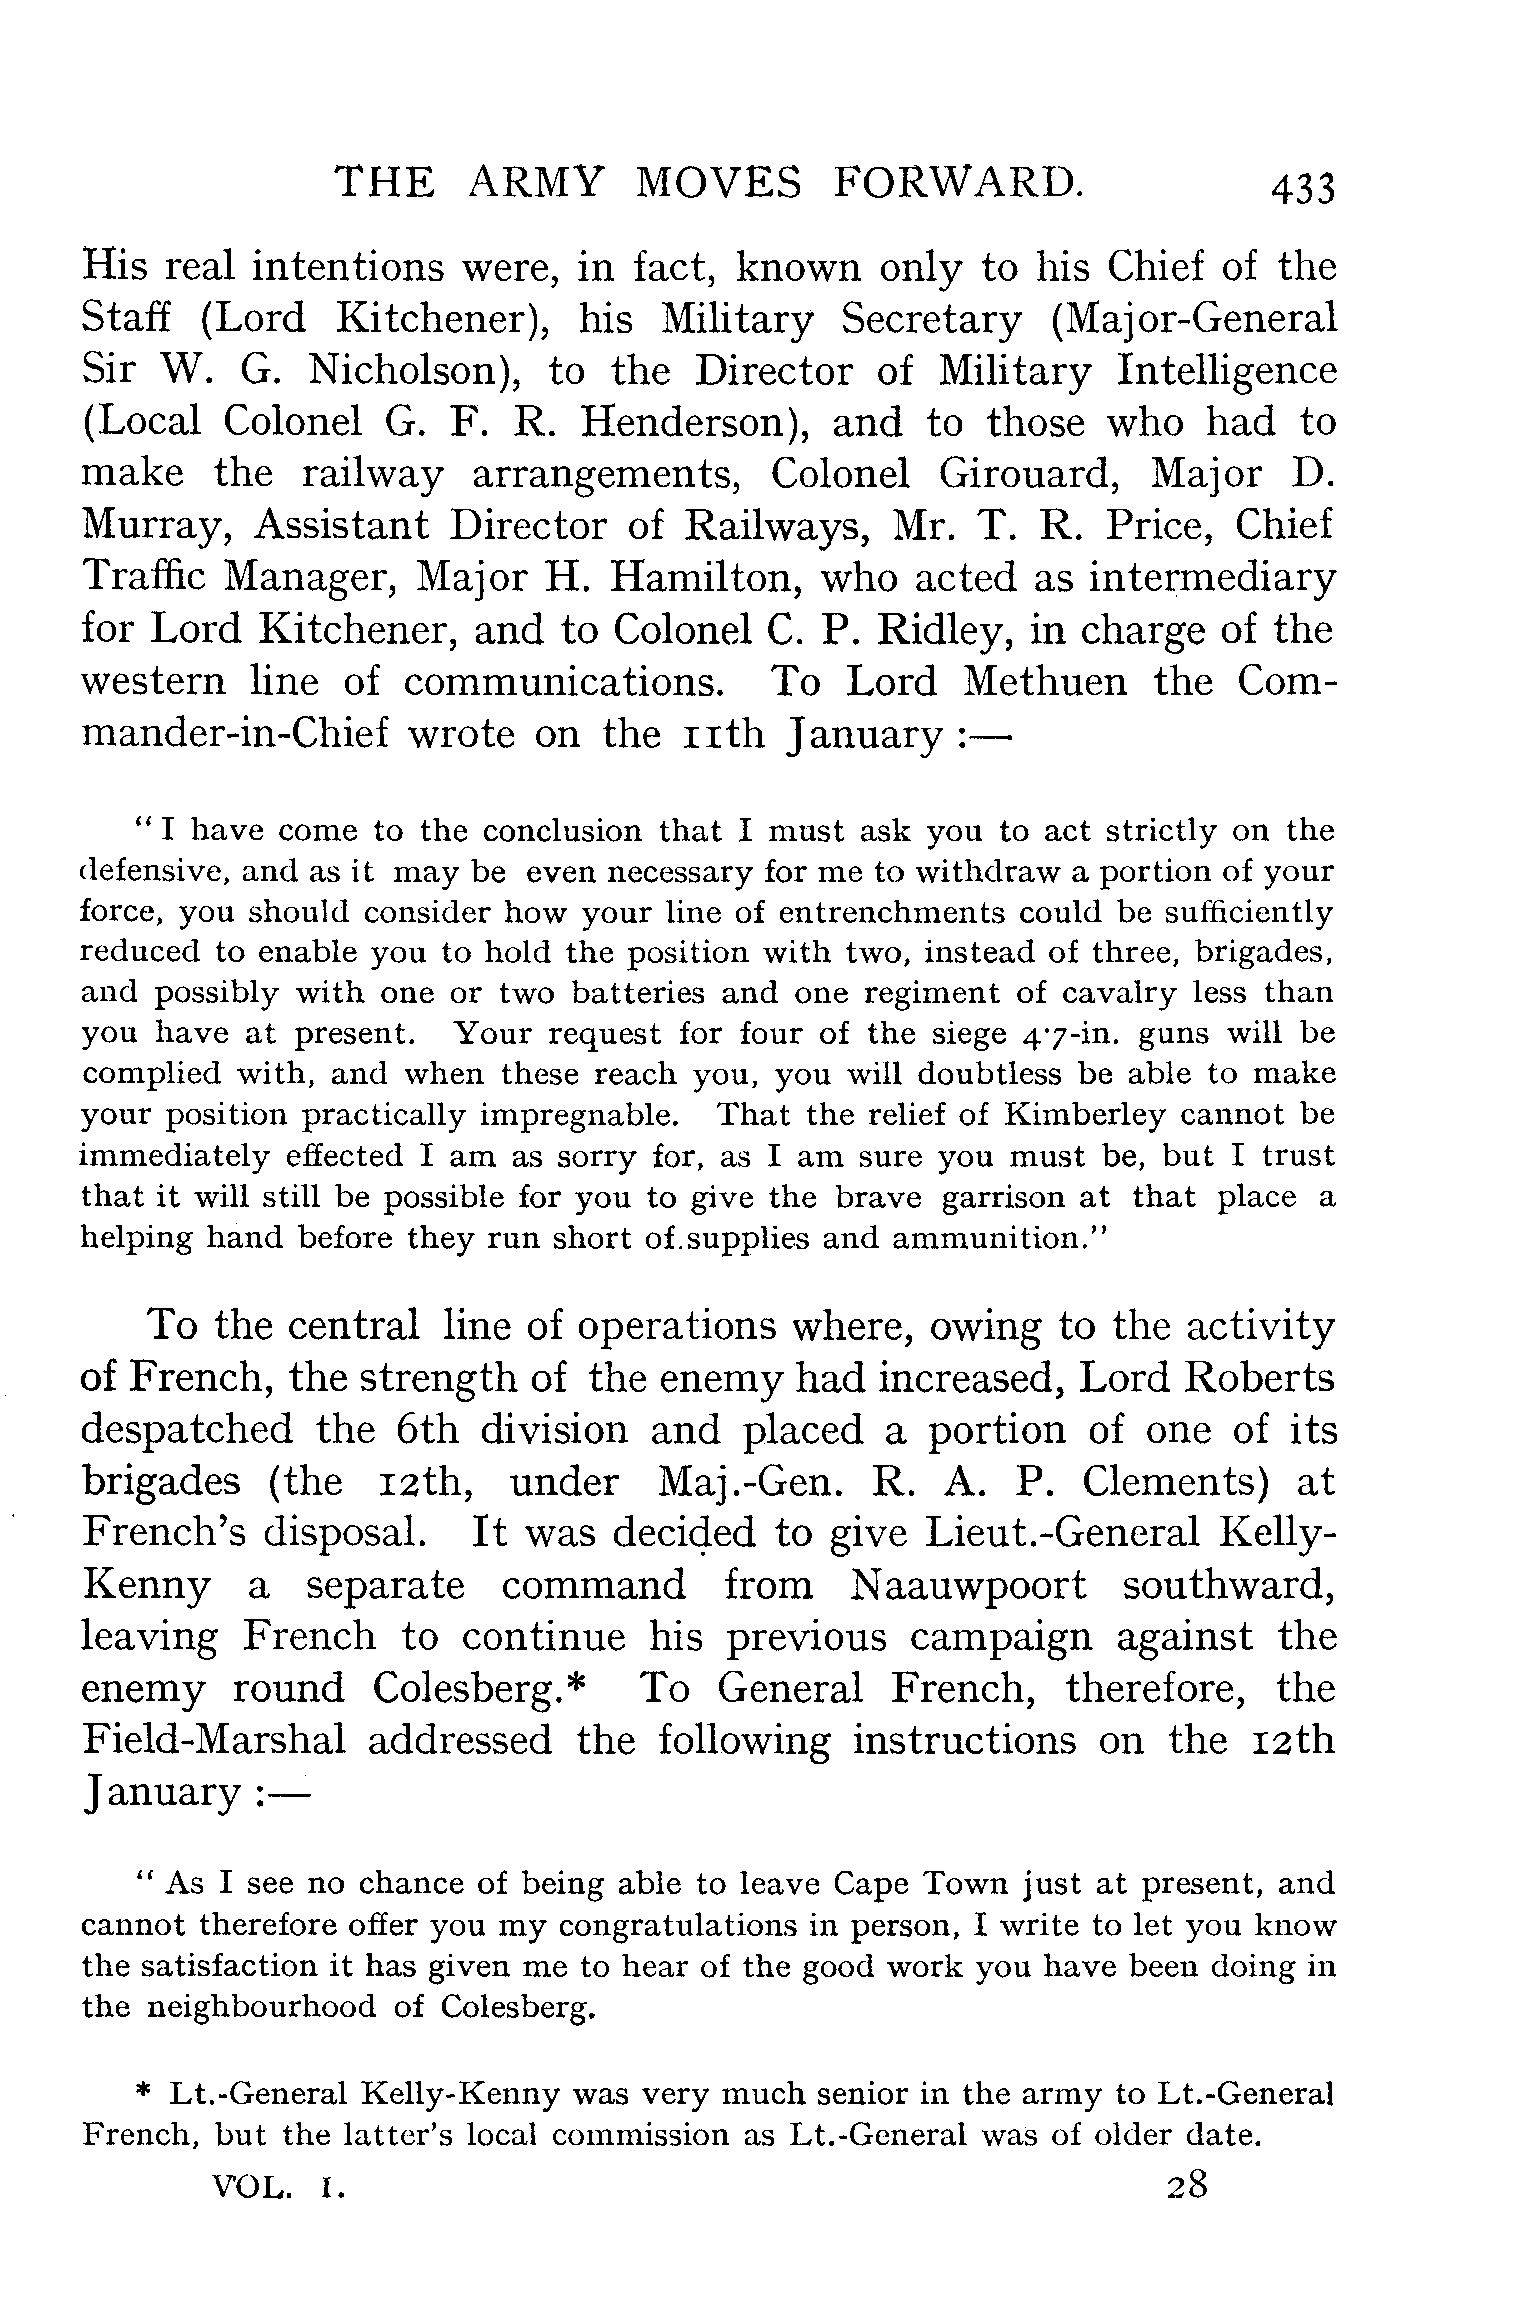 THE ARMY MOVES FORWARD. 433
His real intentions were, in fact, known only to his Chief of the
Staff (Lord Kitchener), his Military Secretary (Major-General
Sir W. G. Nicholson), to the Director of Military Intelligence
(Local Colonel G. F. R. Henderson), and to those who had to
make the railway arrangements, Colonel Girouard, Major D.
Murray, Assistant Director of Railways, Mr. T. R. Price, Chief
Traffic Manager, Major H. Hamilton, who acted as intermediary
for Lord Kitchener, and to Colonel C. P. Ridley, in charge of the
western line of communications. To Lord Methuen the Com-
mander-in-Chief wrote on the 11th January :—
“ I have come to the conclusion that I must ask you to act strictly on the
defensive, and as it may be even necessary for me to withdraw a portion of your
force, you should consider how your line of entrenchments could be sufficiently
reduced to enable you to hold the position with two, instead of three, brigades,
and possibly with one or two batteries and one regiment of cavalry less than
you have at present. Your request for four of the siege 4·7-in. guns will be
complied with, and when these reach you, you will doubtless be able to make
your position practically impregnable. That the relief of Kimberley cannot be
immediately effected I am as sorry for, as I am sure you must be, but I trust
that it will still be possible for you to give the brave garrison at that place a
helping hand before they run short of supplies and ammunition.”
To the central line of operations where, owing to the activity
of French, the strength of the enemy had increased, Lord Roberts
despatched the 6th division and placed a portion of one of its
brigades (the 12th, under Maj.-Gen. R. A. P. Clements) at
French’s disposal. It was decided to give Lieut.-General Kelly-
Kenny a separate command from Naauwpoort southward,
leaving French to continue his previous campaign against the
enemy round Colesberg.* To General French, therefore, the
Field-Marshal addressed the following instructions on the 12th
January :—
“ As I see no chance of being able to leave Cape Town just at present, and
cannot therefore offer you my congratulations in person, I write to let you know
the satisfaction it has given me to hear of the good work you have been doing in
the neighbourhood of Colesberg.
* Lt.-General Kelly-Kenny was very much senior in the army to Lt.-General
French, but the latter’s local commission as Lt.-General was of older date.
VOL. I. 28